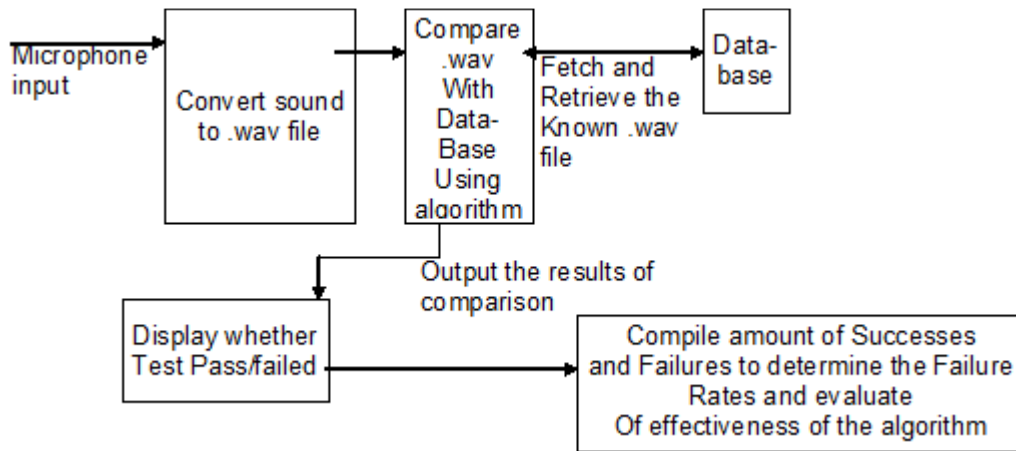 Microphone
input
Convert sound
to .wav file
Compare
.wav
With
Data-
Base
Using
algorithm
Fetch and
Retrieve the
Known .wav
file
Data-
base
Output the results of
comparison
Display whether
Test Pass/failed
Compile amount of Successes
and Failures to determine the Failure
Rates and evaluate
Of effectiveness of the algorithm